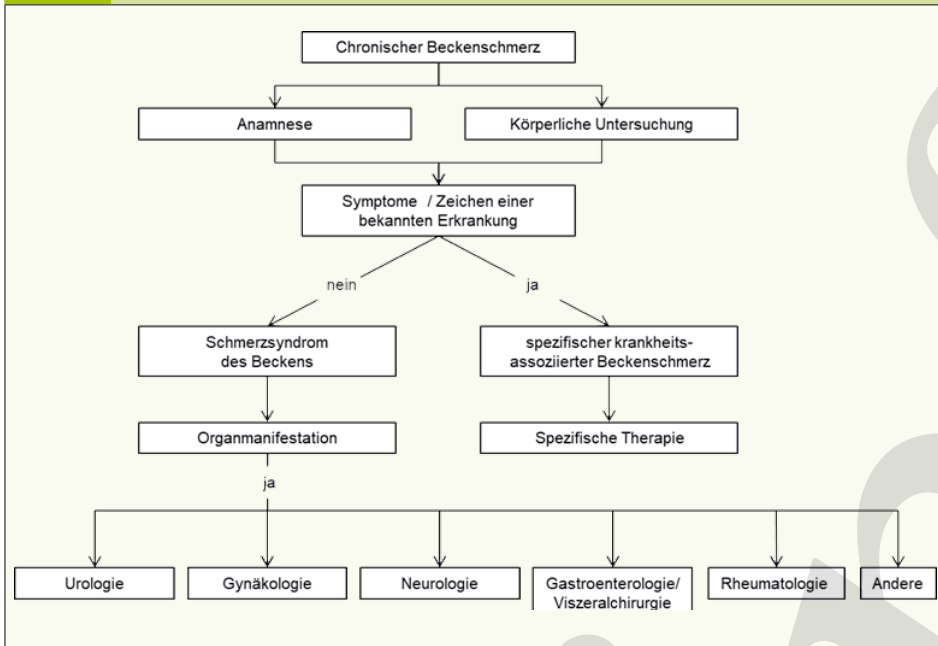 Chronischer Beckenschmerz
Anamnese
Körperliche Untersuchung
Symptome / Zeichen einer
bekannten Erkrankung
nein
ja
Schmerzsyndrom
des Beckens
spezifischer krankheits-
assoziierter Beckenschmerz
Organmanifestation
Spezifische Therapie
ja
Urologie
Gynäkologie
Neurologie
Gastroenterologie/
Viszeralchirurgie
Rheumatologie
Andere